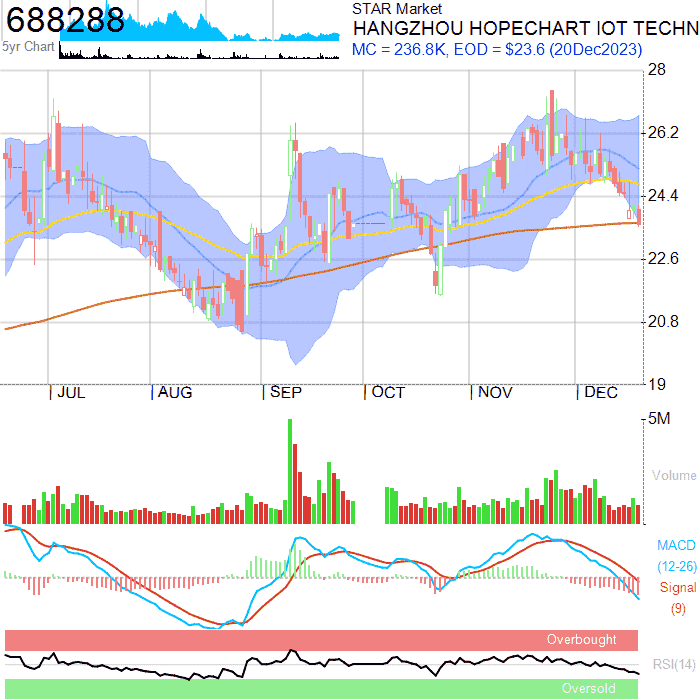 688288
5yr Chart
STAR Market
HANGZHOU HOPECHART IOT TECHN
MC = 236.8K, EOD = $23.6 (20Dec2023)
28
26.2
24.4
22.6
20.8
19
JUL AUG SEP OCT NOV DEC
5M
Volume
MACD
(12-26)
Signal
(9)
Overbought
RSI(14)
Oversold